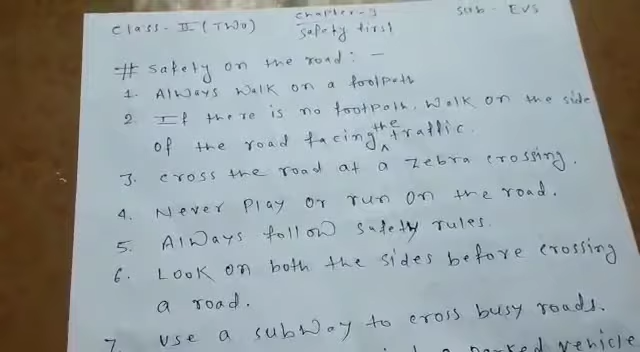 Class - II (Two) chapter-9 Sub - EVS
Safety first
# Safety on the road : -
1. Always walk on a footpath
2. If there is no footpath, walk on the side
of the road facing the traffic.
3. Cross the road at a zebra crossing.
4. Never play or run on the road.
5. Always follow safety rules.
6. Look on both the sides before crossing
a road.
7. Use a subway to cross busy roads.
a parked vehicle